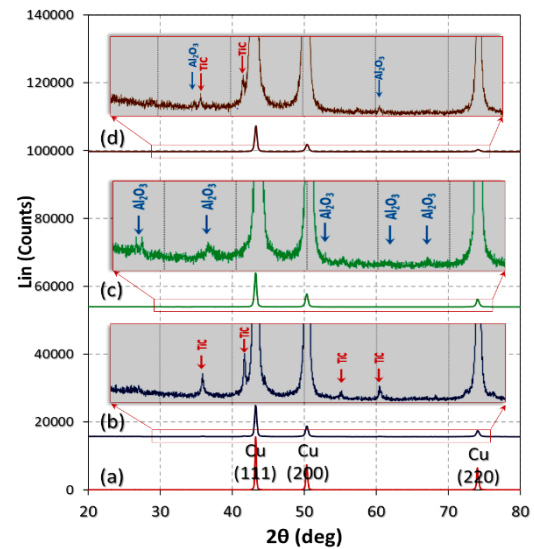 Lin (Counts)
140000
120000
100000
80000
60000
40000
20000
0
Al₂O₃
TiC
TiC
Al₂O₃
(d)
Al₂O₃
Al₂O₃
Al₂O₃
Al₂O₃
Al₂O₃
(c)
TiC
TiC
TiC
TiC
(b)
(a)
Cu
(111)
Cu
(200)
Cu
(220)
20 30 40 50 60 70 80
2θ (deg)